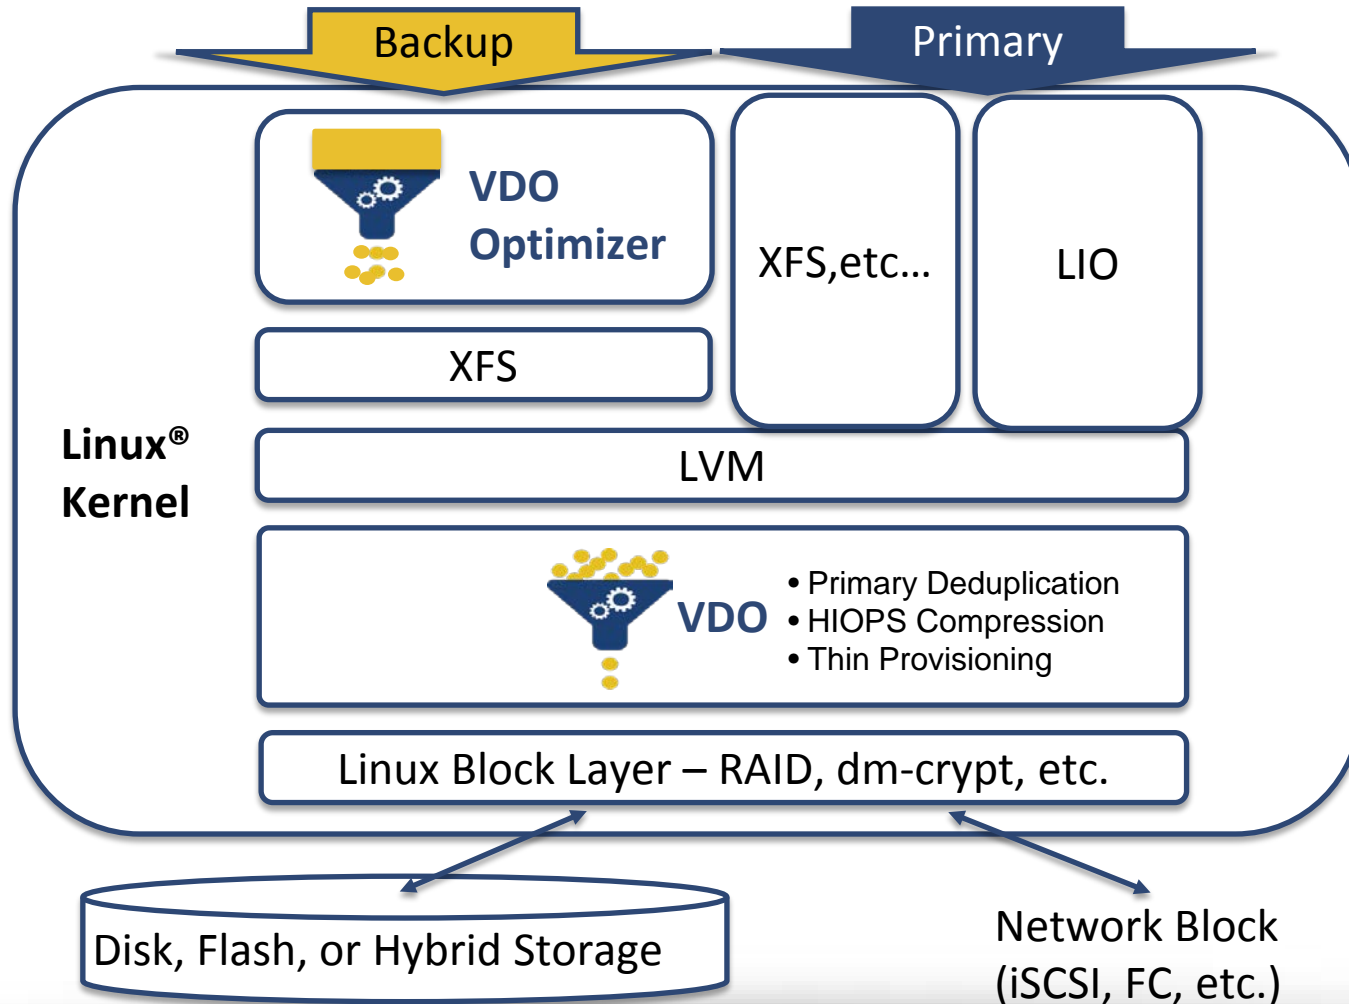 Backup
Primary
VDO
Optimizer
XFS,etc...
LIO
XFS
Linux®
Kernel
LVM
VDO
• Primary Deduplication
• HIOPS Compression
• Thin Provisioning
Linux Block Layer – RAID, dm-crypt, etc.
Disk, Flash, or Hybrid Storage
Network Block
(iSCSI, FC, etc.)